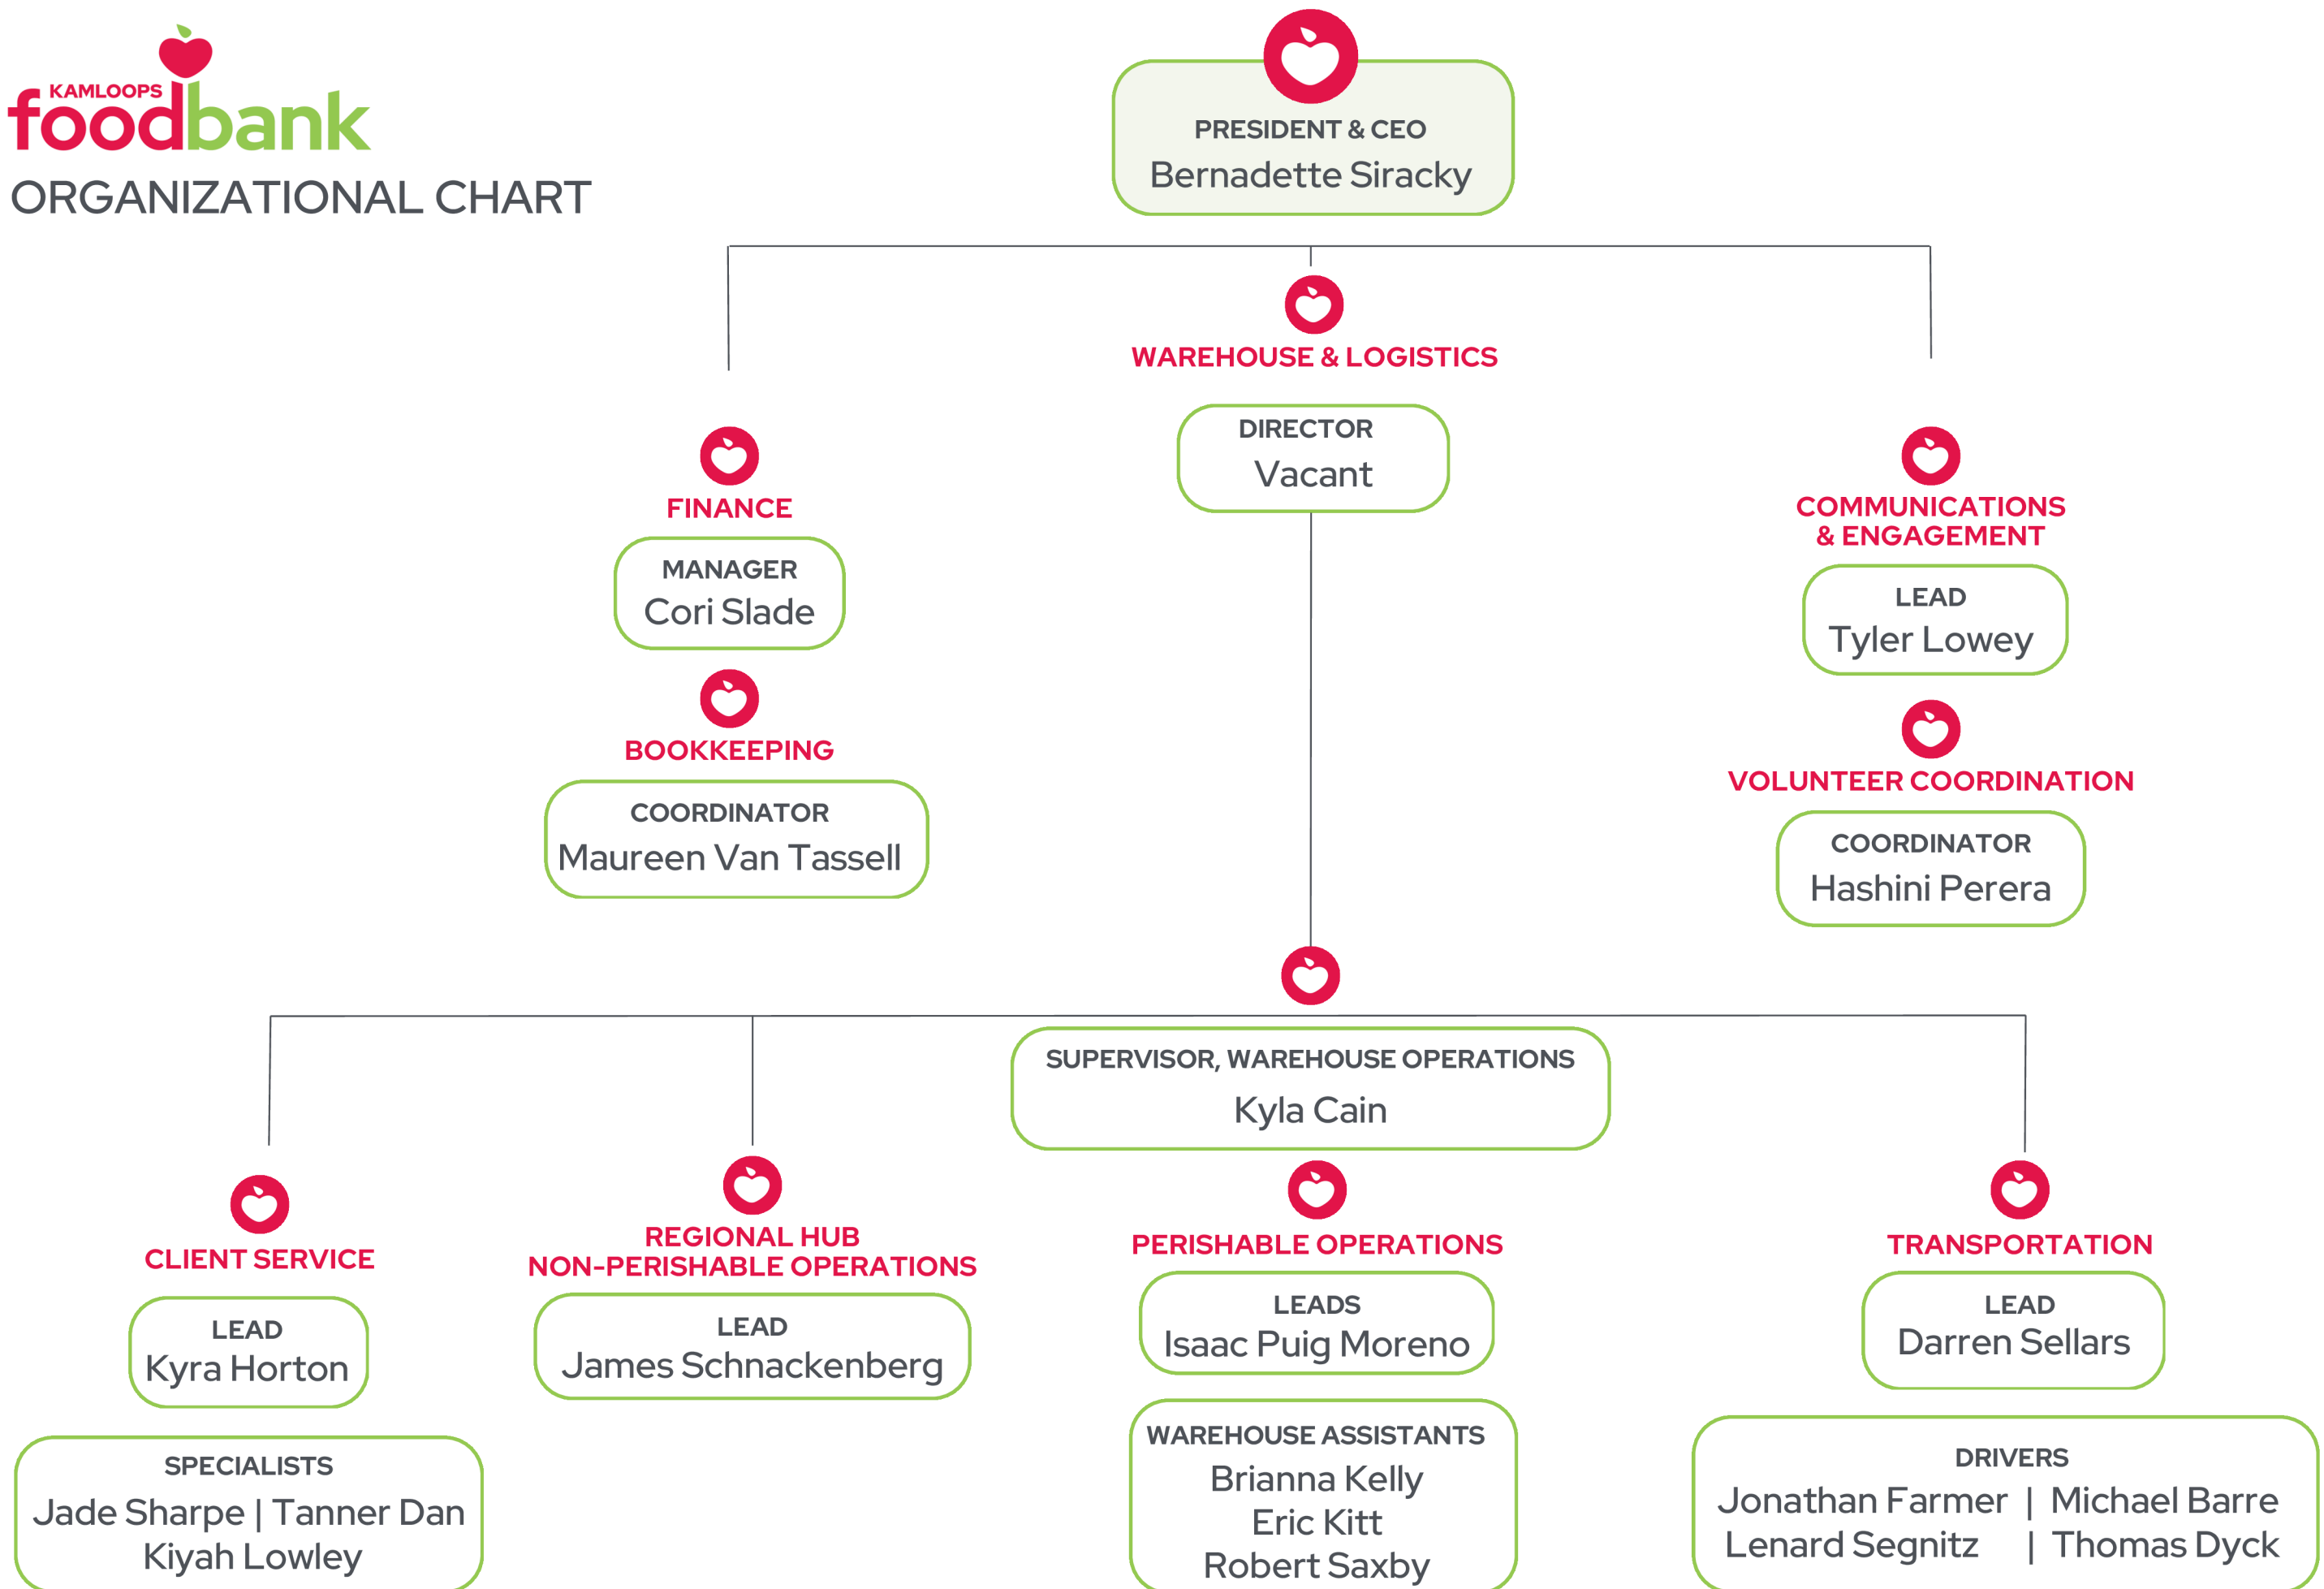 KAMLOOPS
foodbank
ORGANIZATIONAL CHART
PRESIDENT & CEO
Bernadette Siracky
WAREHOUSE & LOGISTICS
DIRECTOR
Vacant
FINANCE
MANAGER
Cori Slade
BOOKKEEPING
COORDINATOR
Maureen Van Tassell
COMMUNICATIONS
& ENGAGEMENT
LEAD
Tyler Lowey
VOLUNTEER COORDINATION
COORDINATOR
Hashini Perera
SUPERVISOR, WAREHOUSE OPERATIONS
Kyla Cain
CLIENT SERVICE
LEAD
Kyra Horton
SPECIALISTS
Jade Sharpe | Tanner Dan
Kiyah Lowley
REGIONAL HUB
NON-PERISHABLE OPERATIONS
LEAD
James Schnackenberg
PERISHABLE OPERATIONS
LEADS
Isaac Puig Moreno
WAREHOUSE ASSISTANTS
Brianna Kelly
Eric Kitt
Robert Saxby
TRANSPORTATION
LEAD
Darren Sellars
DRIVERS
Jonathan Farmer | Michael Barre
Lenard Segnitz | Thomas Dyck